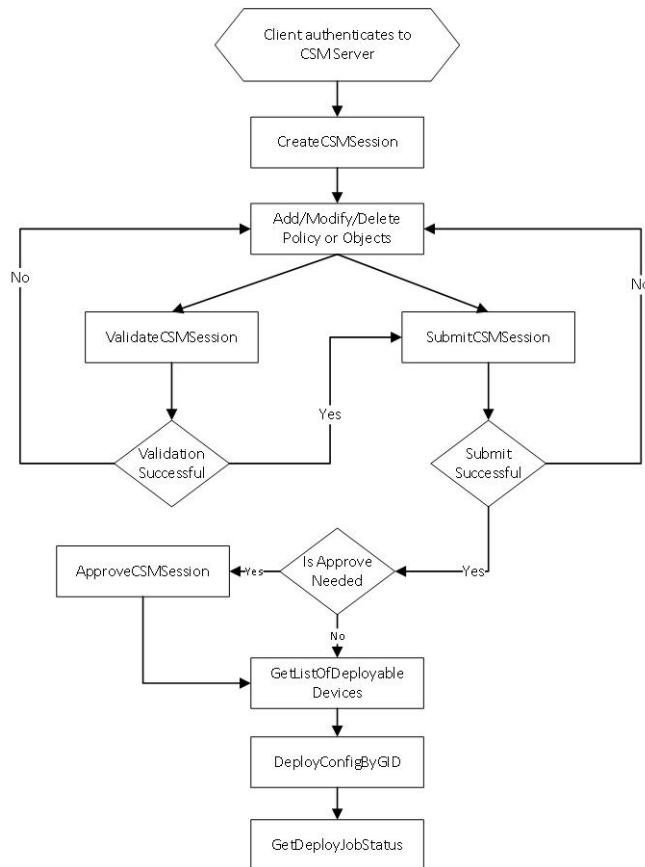 Client authenticates to
CSM Server
CreateCSMSession
Add/Modify/Delete
Policy or Objects
No
No
ValidateCSMSession
SubmitCSMSession
Yes
Validation
Successful
Submit
Successful
Is Approve
Needed
ApproveCSMSession
Yes
Yes
No
GetListOfDeployable
Devices
DeployConfigByGID
GetDeployJobStatus